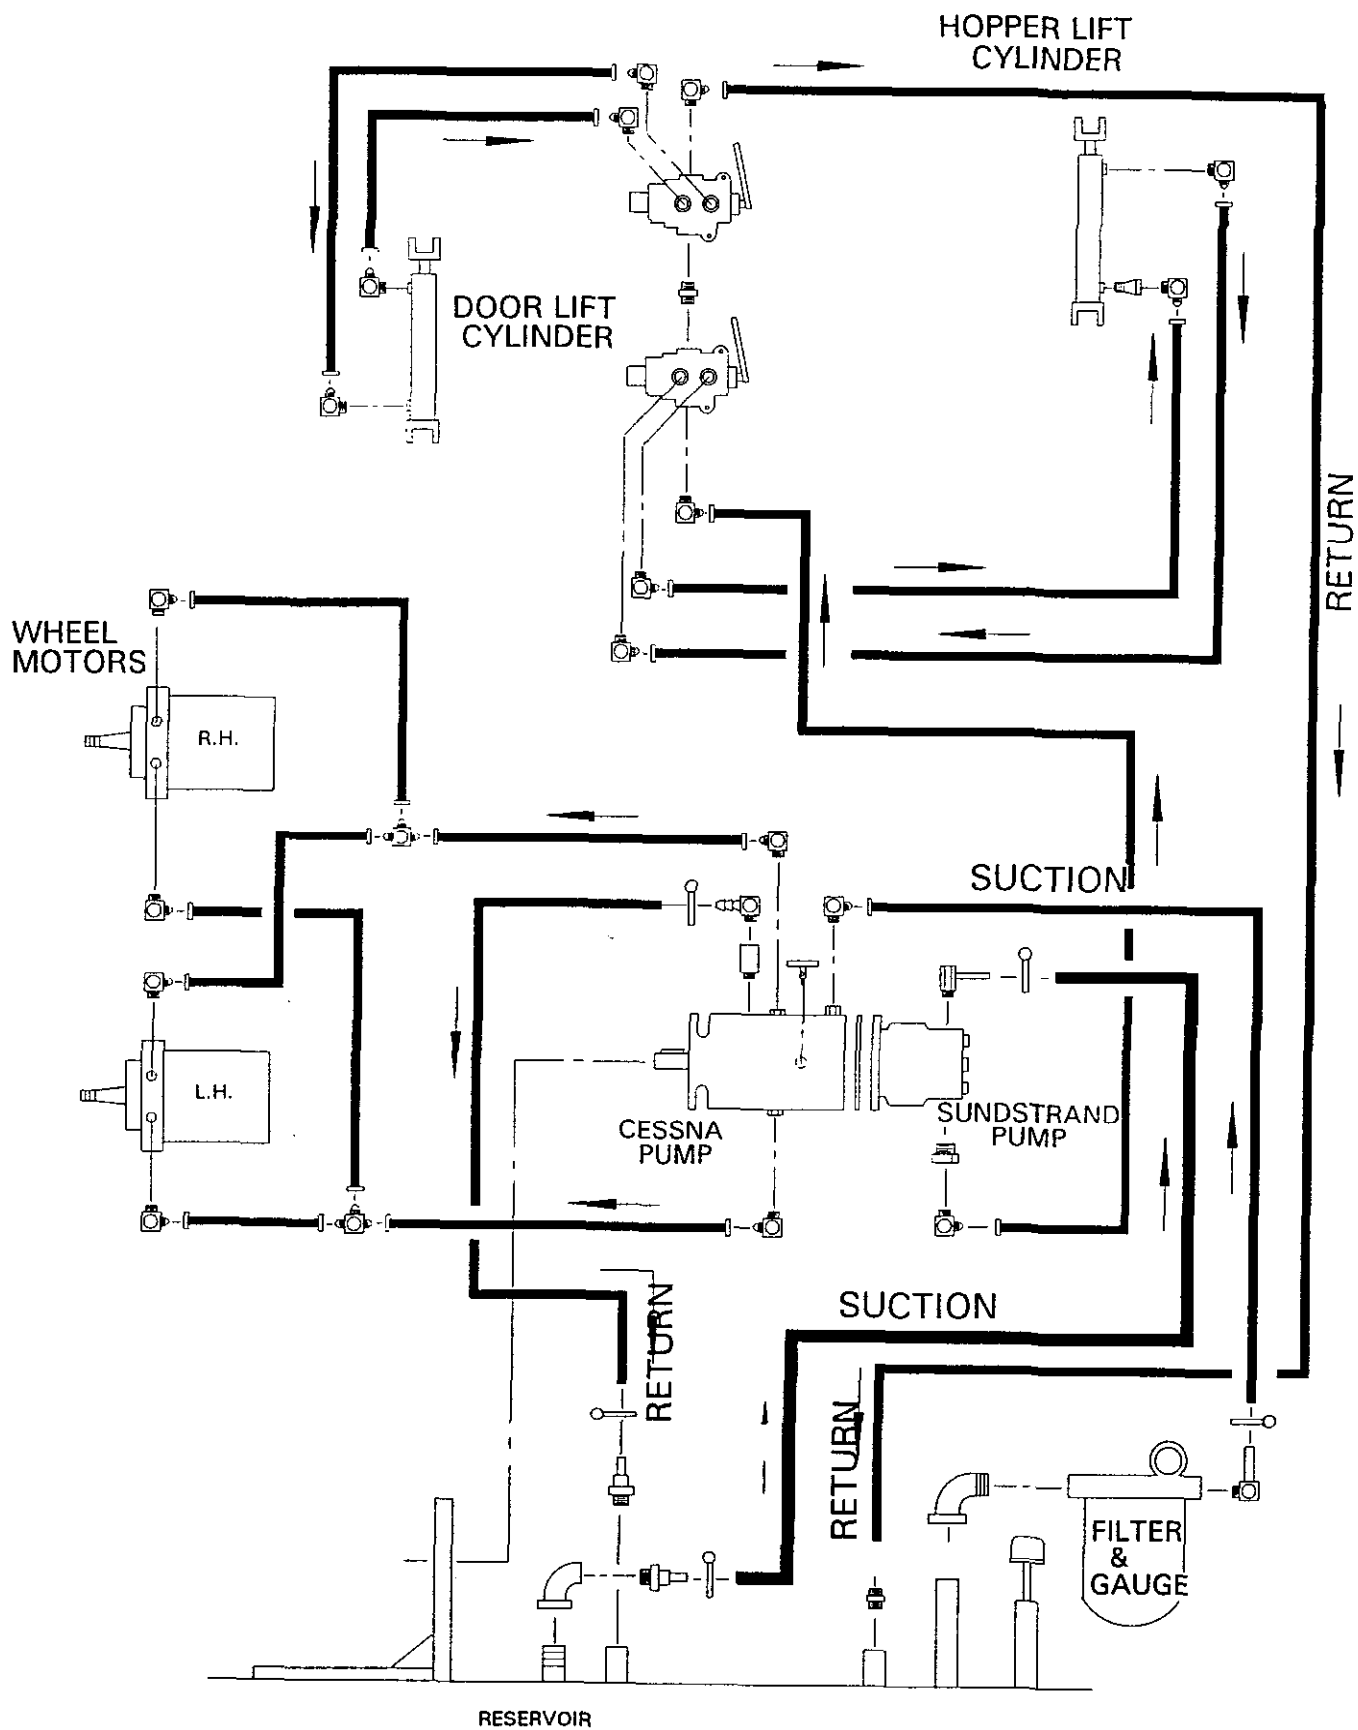 HOPPER LIFT
CYLINDER
DOOR LIFT
CYLINDER
RETURN
WHEEL
MOTORS
R.H.
SUCTION
L.H.
CESSNA
PUMP
SUNDSTRAND
PUMP
SUCTION
RETURN
RETURN
FILTER
&
GAUGE
RESERVOIR